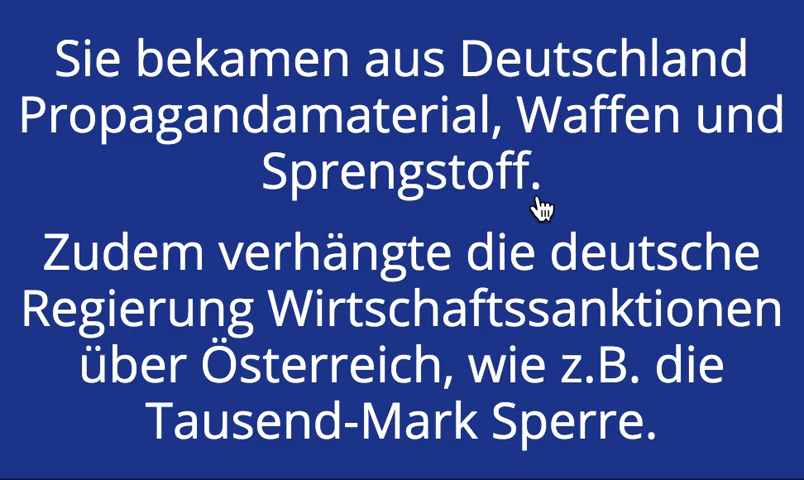 Sie bekamen aus Deutschland
Propagandamaterial, Waffen und
Sprengstoff.
Zudem verhängte die deutsche
Regierung Wirtschaftssanktionen
über Österreich, wie z.B. die
Tausend-Mark Sperre.